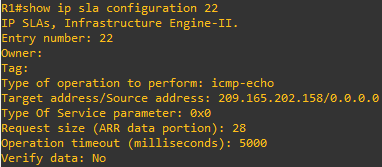 R1#show ip sla configuration 22
IP SLAs, Infrastructure Engine-II.
Entry number: 22
Owner:
Tag:
Type of operation to perform: icmp-echo
Target address/Source address: 209.165.202.158/0.0.0.0
Type Of Service parameter: 0x0
Request size (ARR data portion): 28
Operation timeout (milliseconds): 5000
Verify data: No